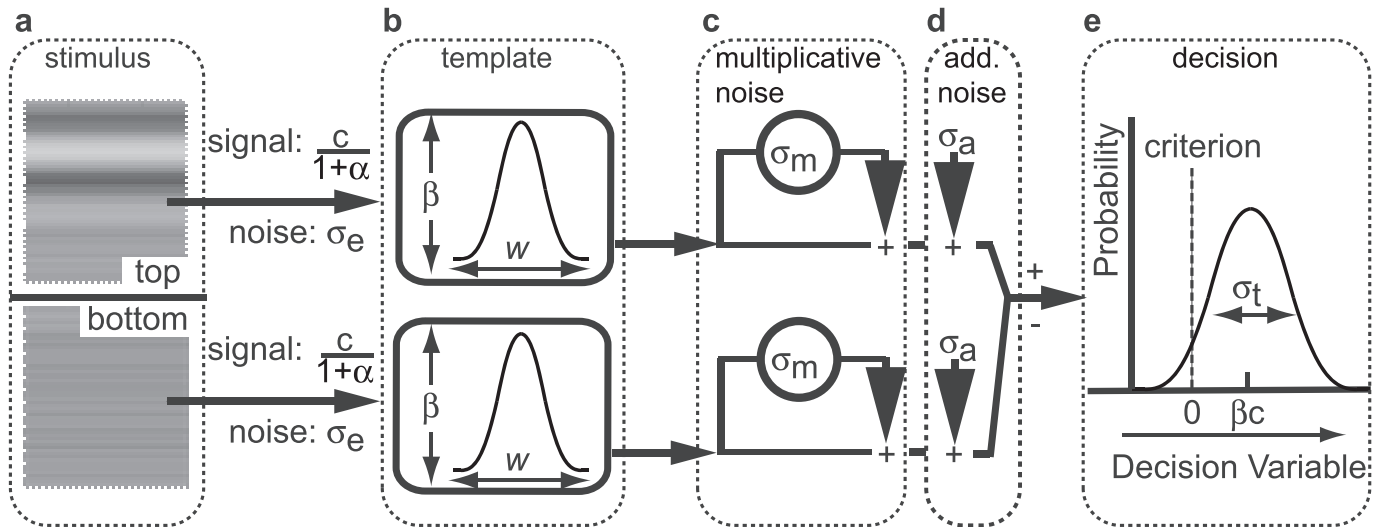 a
b
c
d
e
stimulus
template
multiplicative
noise
add.
noise
decision
signal: c
1+α
noise: σe
top
β
w
σm
+
σa
+
bottom
signal: c
1+α
noise: σe
β
w
σm
+
σa
+
+
-
Probability
criterion
σt
0 βc
Decision Variable